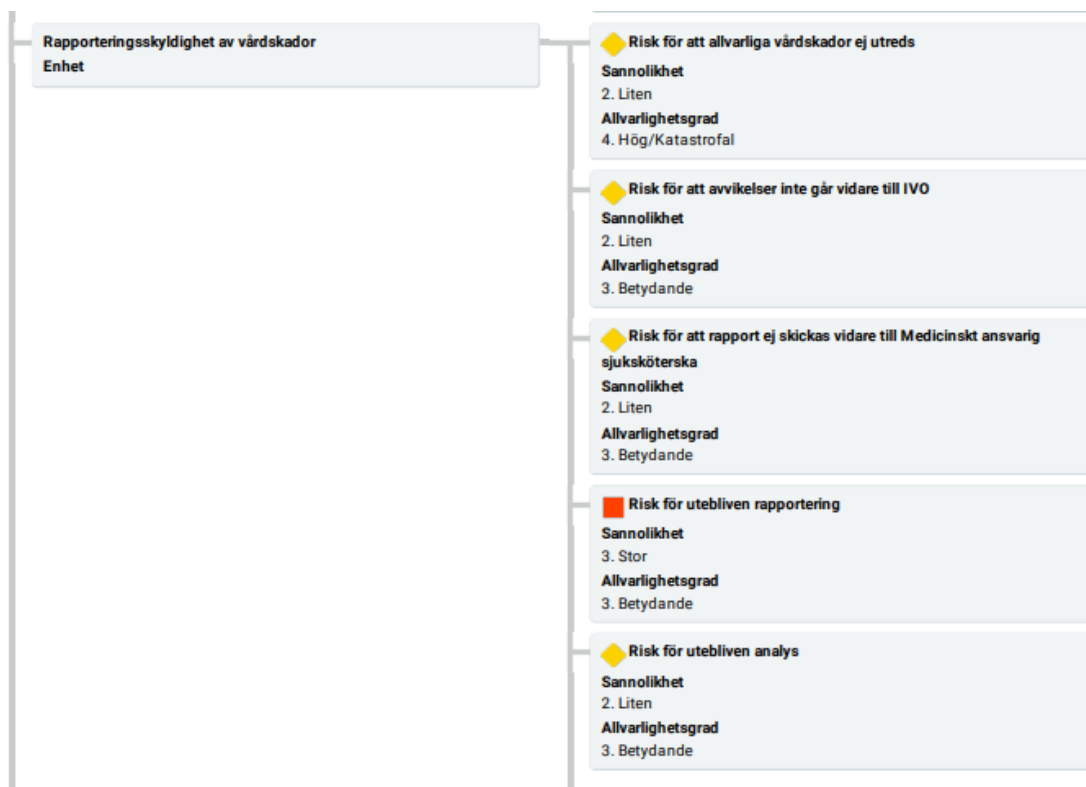 Rapporteringsskyldighet av vårdskador
Enhet
Risk för att allvarliga vårdskador ej utreds
Sannolikhet
2. Liten
Allvarlighetsgrad
4. Hög/Katastrofal
Risk för att avvikelser inte går vidare till IVO
Sannolikhet
2. Liten
Allvarlighetsgrad
3. Betydande
Risk för att rapport ej skickas vidare till Medicinskt ansvarig
sjuksköterska
Sannolikhet
2. Liten
Allvarlighetsgrad
3. Betydande
Risk för utebliven rapportering
Sannolikhet
3. Stor
Allvarlighetsgrad
3. Betydande
Risk för utebliven analys
Sannolikhet
2. Liten
Allvarlighetsgrad
3. Betydande